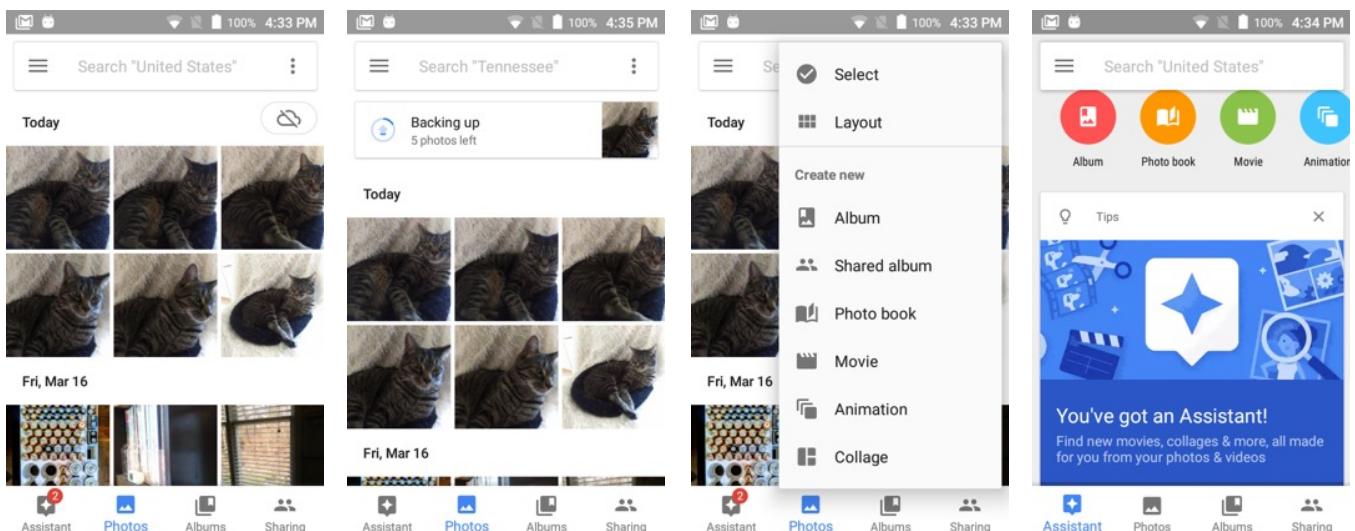 100% 4:33 PM
Search "United States"
Today
Fri, Mar 16
2
Assistant
Photos
Albums
Sharing
100% 4:35 PM
Search "Tennessee"
Backing up
5 photos left
Today
Fri, Mar 16
Assistant
Photos
Albums
Sharing
100% 4:33 PM
Se
Today
Fri, Mar 16
Select
Layout
Create new
Album
Shared album
Photo book
Movie
Animation
Collage
2
Assistant
Photos
Albums
Sharing
100% 4:34 PM
Search "United States"
Album
Photo book
Movie
Animation
Tips
You've got an Assistant!
Find new movies, collages & more, all made
for you from your photos & videos
Assistant
Photos
Albums
Sharing